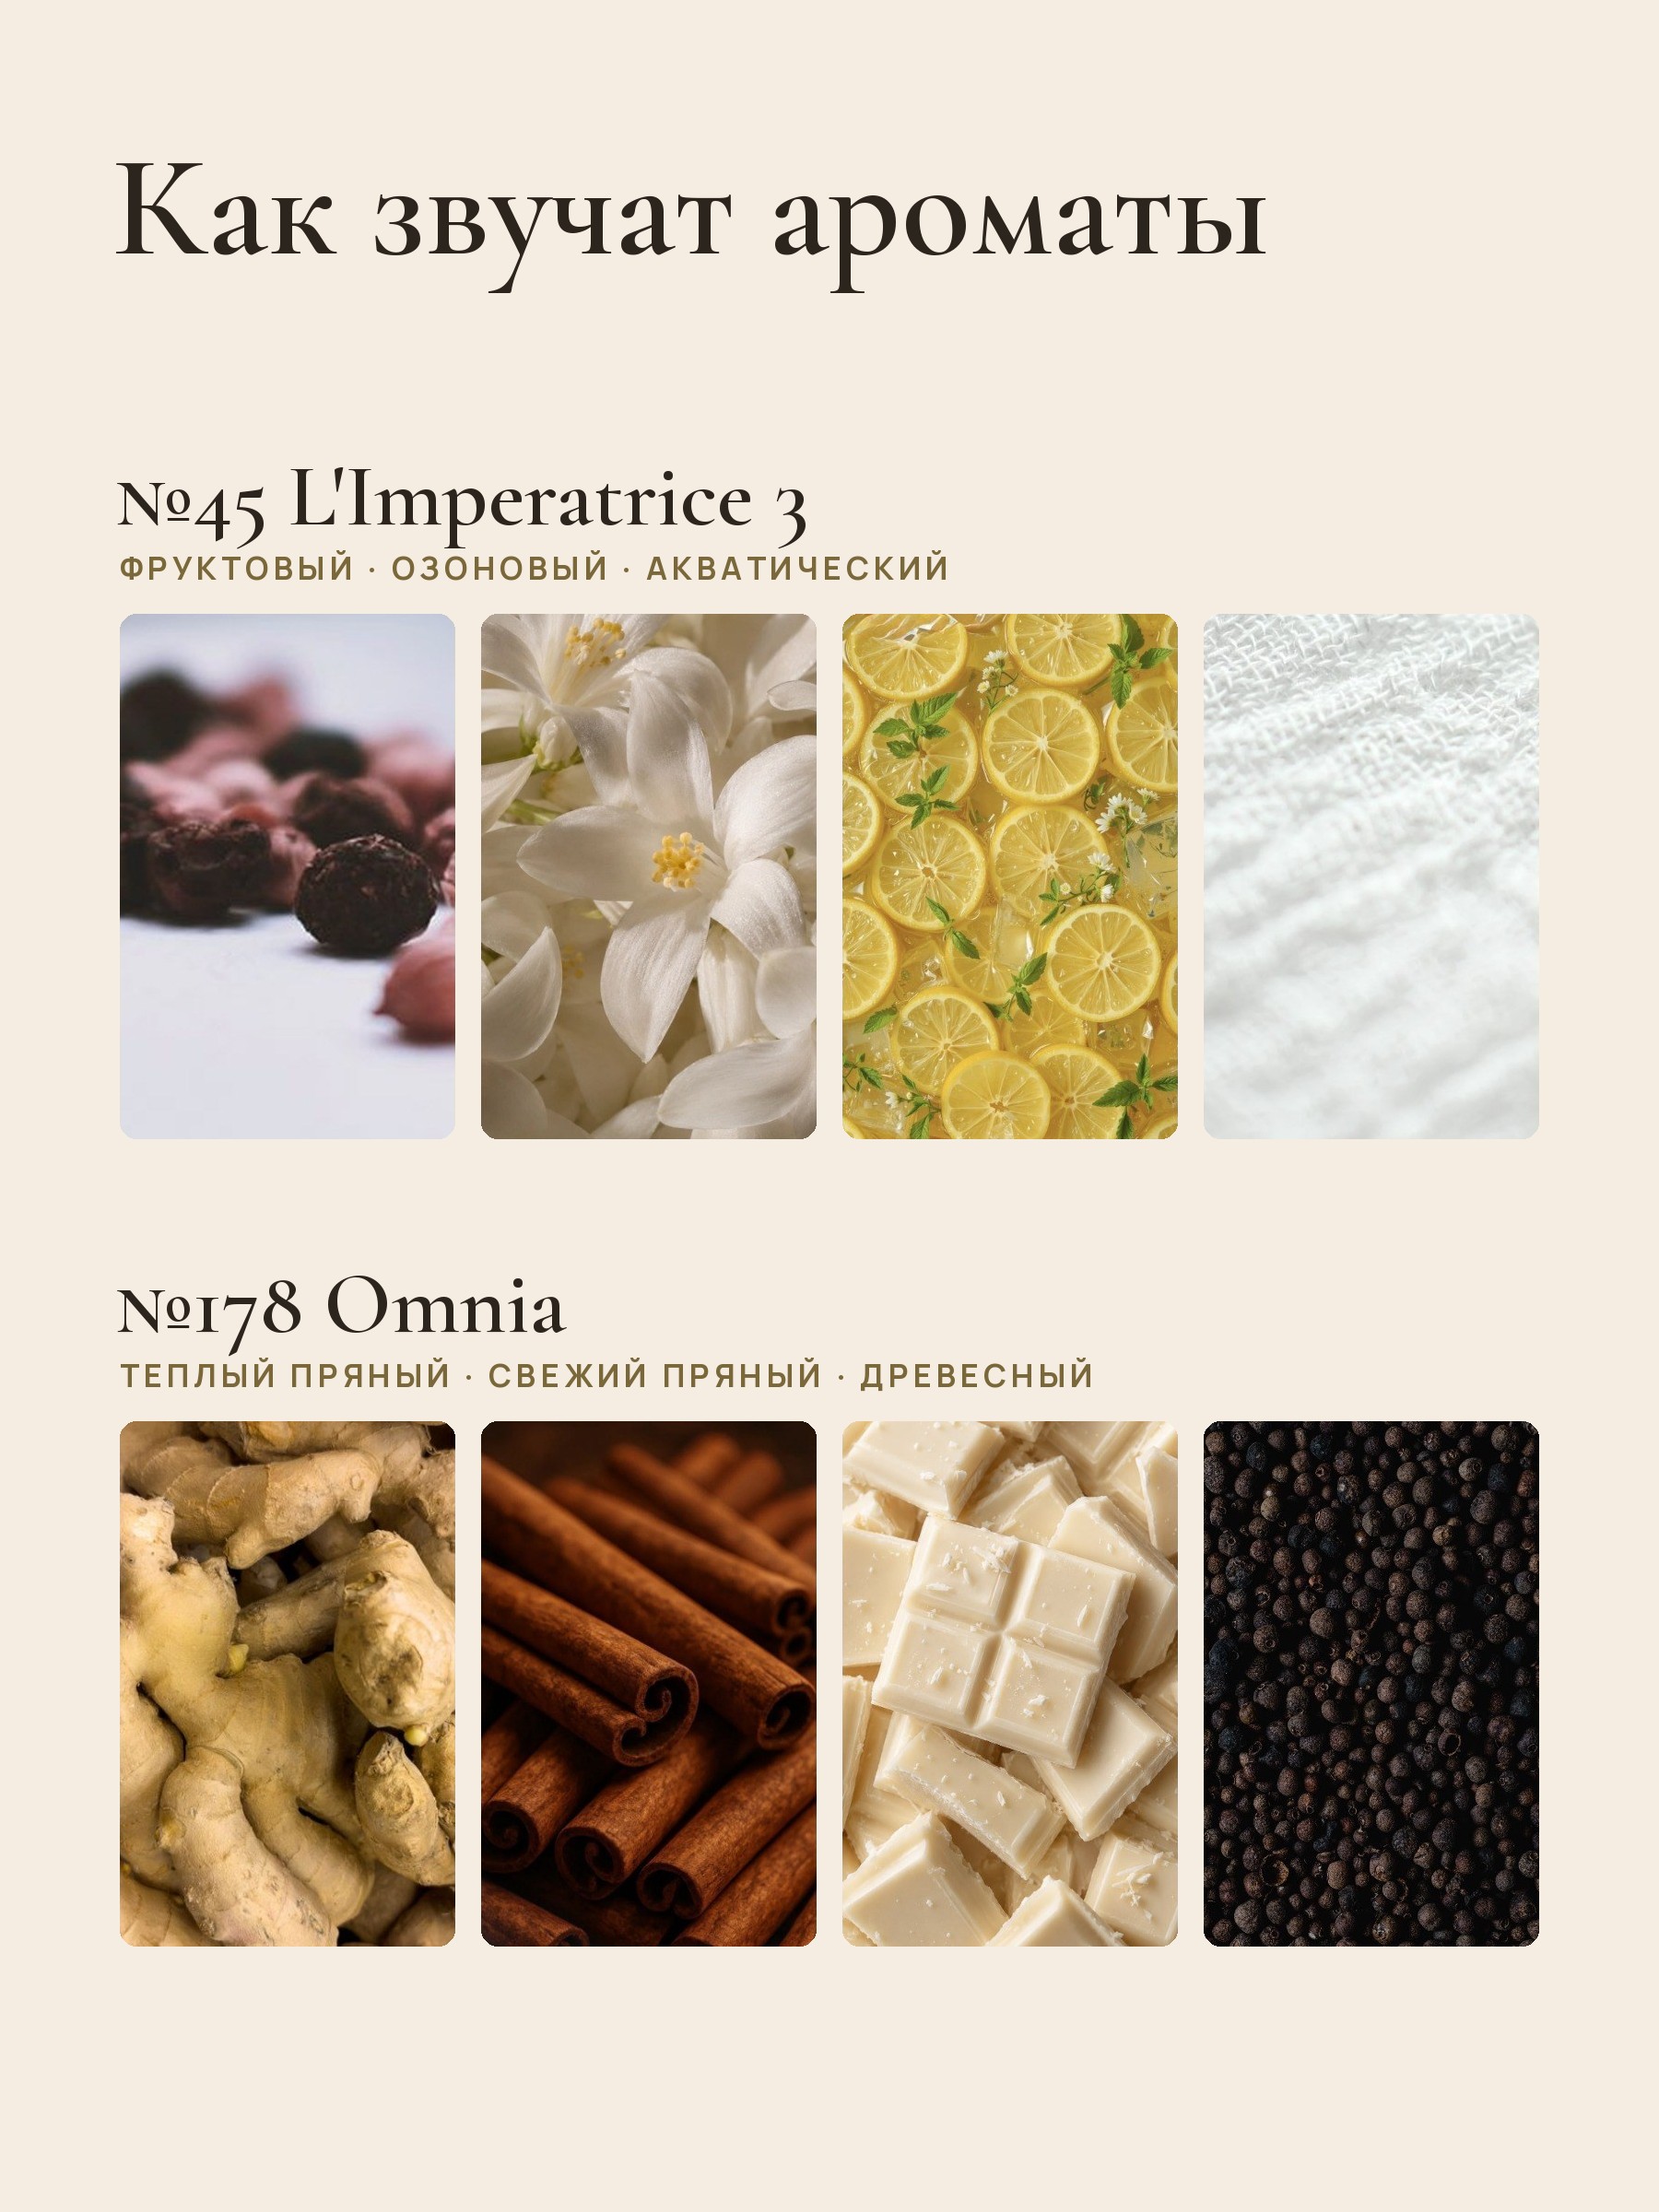 Как звучат ароматы
№45 L'Imperatrice 3
ФРУКТОВЫЙ · ОЗОНОВЫЙ · АКВАТИЧЕСКИЙ
№178 Omnia
ТЕПЛЫЙ ПРЯНЫЙ · СВЕЖИЙ ПРЯНЫЙ · ДРЕВЕСНЫЙ